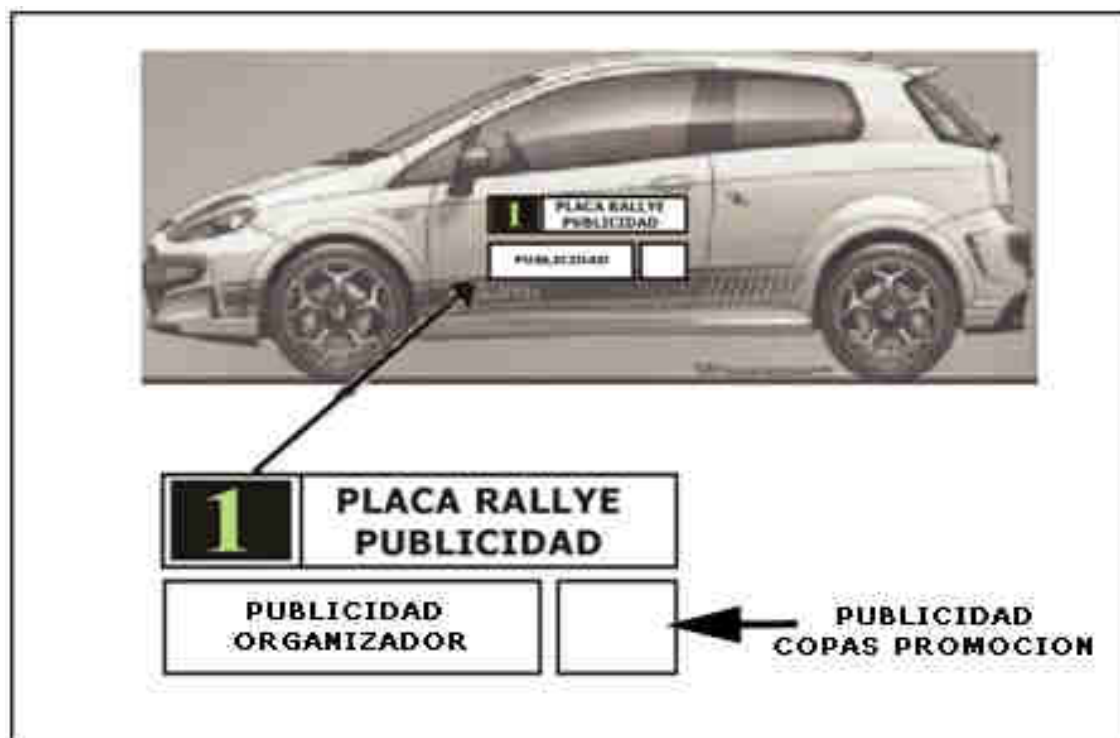 1
PLACA RALLYE
PUBLICIDAD
PUBLICIDAD
1
PLACA RALLYE
PUBLICIDAD
PUBLICIDAD
ORGANIZADOR
PUBLICIDAD
COPAS PROMOCION